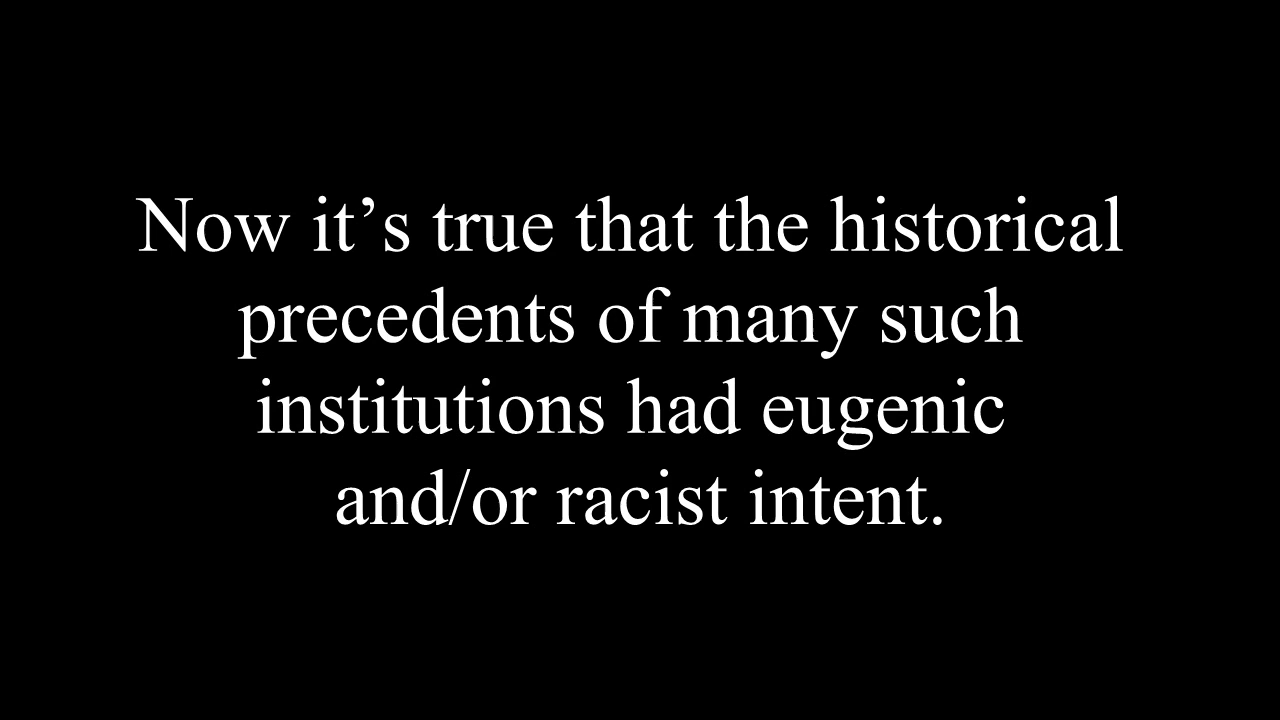 Now it’s true that the historical
precedents of many such
institutions had eugenic
and/or racist intent.